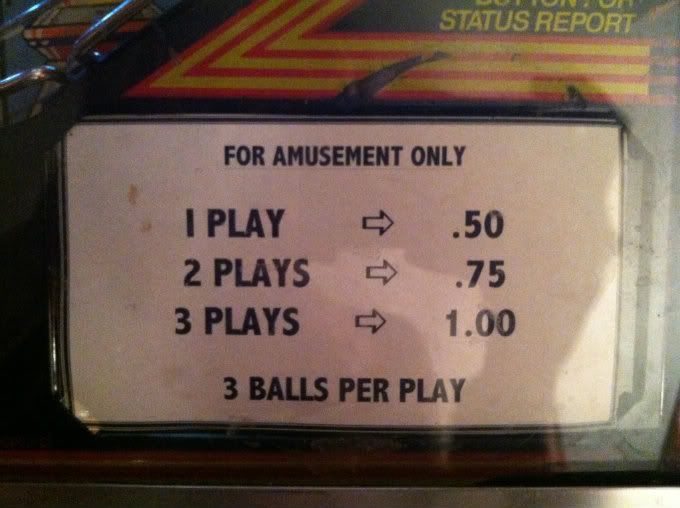 STATUS REPORT
FOR AMUSEMENT ONLY
1 PLAY ⇨ .50
2 PLAYS ⇨ .75
3 PLAYS ⇨ 1.00
3 BALLS PER PLAY